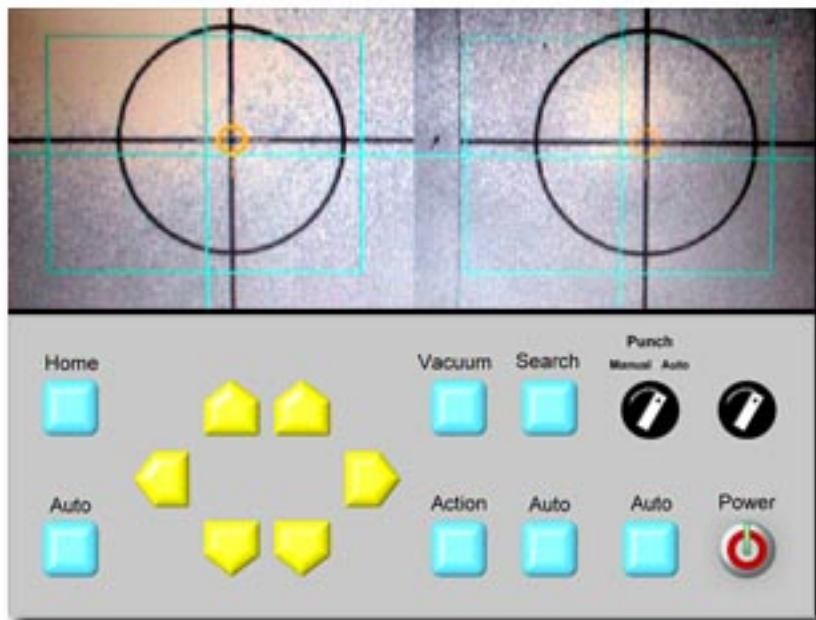 Punch
Manual Auto
Home
Vacuum
Search
Auto
Action
Auto
Auto
Power